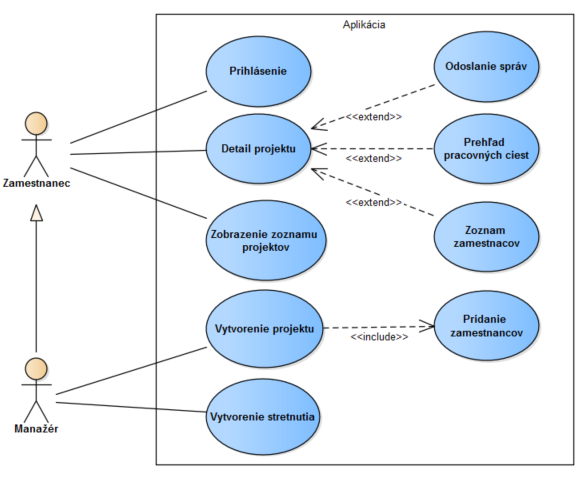 Aplikácia
Prihlásenie
Odoslanie správ
<<extend>>
Detail projektu
Prehľad
pracovných ciest
<<extend>>
Zamestnanec
<<extend>>
Zobrazenie zoznamu
projektov
Zoznam
zamestnacov
Vytvorenie projektu
Pridanie
zamestnancov
<<include>>
Manažér
Vytvorenie stretnutia